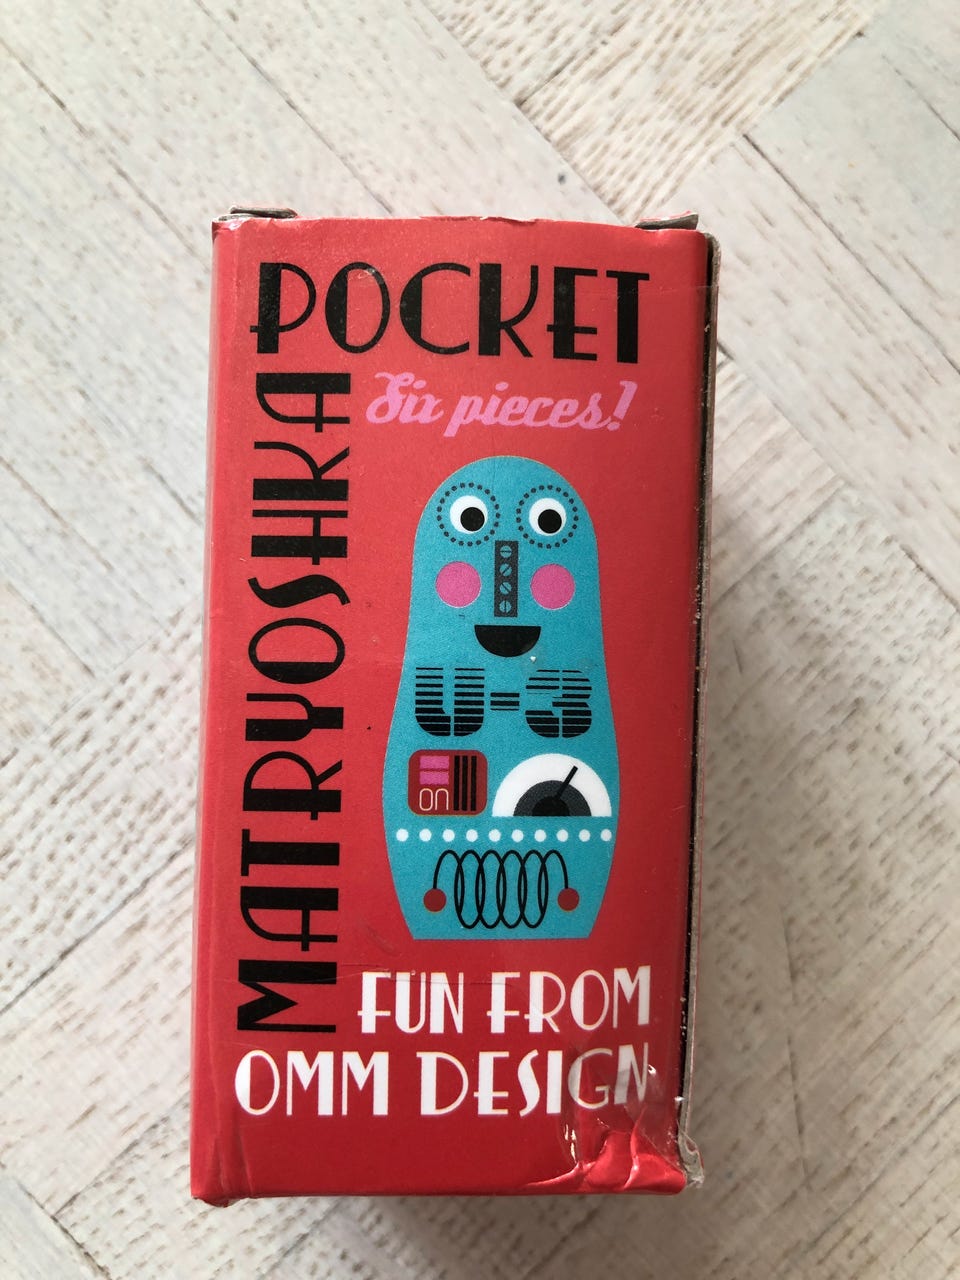 POCKET
MATRYOSHKA
Six pieces!
U-3
on
FUN FROM
OMM DESIGN